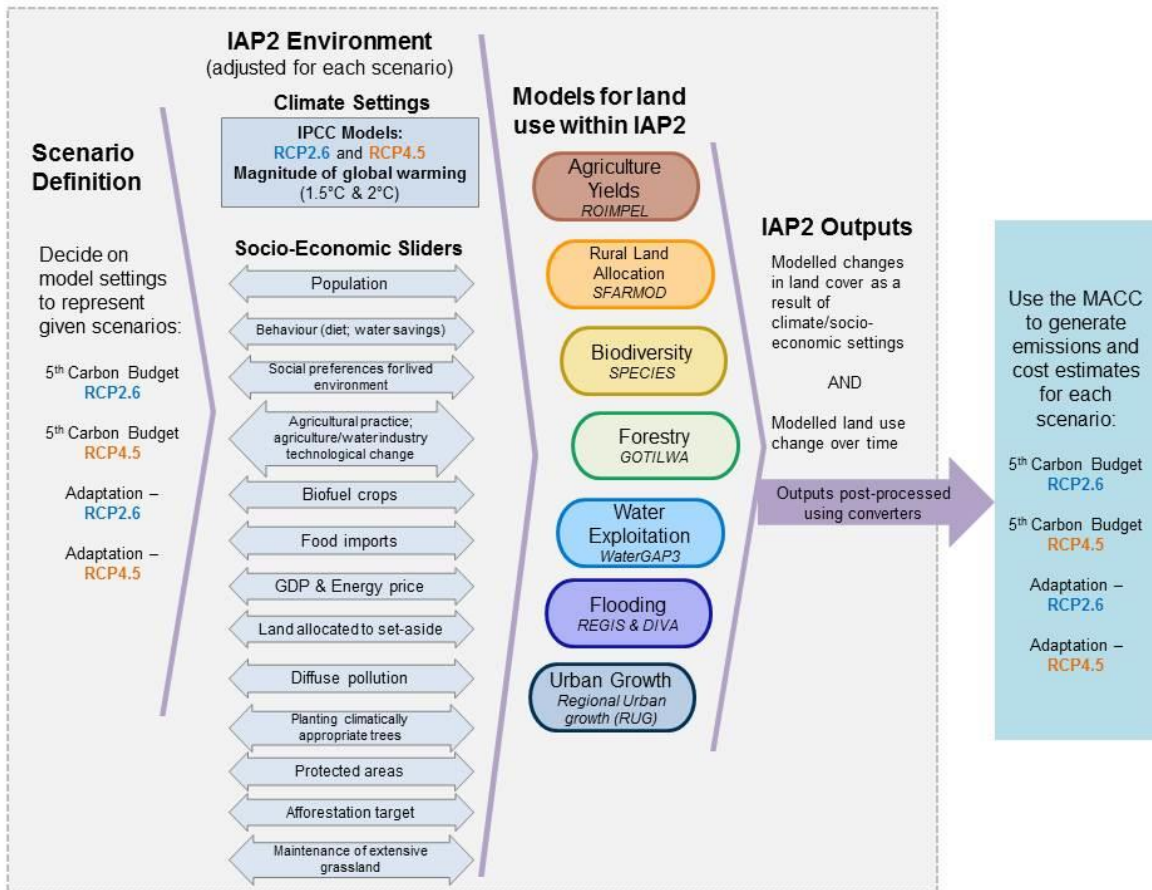 Scenario
Definition
Decide on
model settings
to represent
given scenarios:
5th Carbon Budget
RCP2.6
5th Carbon Budget
RCP4.5
Adaptation –
RCP2.6
Adaptation –
RCP4.5
IAP2 Environment
(adjusted for each scenario)
Climate Settings
IPCC Models:
RCP2.6 and RCP4.5
Magnitude of global warming
(1.5°C & 2°C)
Socio-Economic Sliders
Population
Behaviour (diet; water savings)
Social preferences for lived
environment
Agricultural practice;
agriculture/water industry
technological change
Biofuel crops
Food imports
GDP & Energy price
Land allocated to set-aside
Diffuse pollution
Planting climatically
appropriate trees
Protected areas
Afforestation target
Maintenance of extensive
grassland
Models for land
use within IAP2
Agriculture
Yields
ROIMPEL
Rural Land
Allocation
SFARMOD
Biodiversity
SPECIES
Forestry
GOTILWA
Water
Exploitation
WaterGAP3
Flooding
REGIS & DIVA
Urban Growth
Regional Urban
growth (RUG)
IAP2 Outputs
Modelled changes
in land cover as a
result of
climate/socio-
economic settings
AND
Modelled land use
change over time
Outputs post-processed
using converters
Use the MACC
to generate
emissions and
cost estimates
for each
scenario:
5th Carbon Budget
RCP2.6
5th Carbon Budget
RCP4.5
Adaptation –
RCP2.6
Adaptation –
RCP4.5